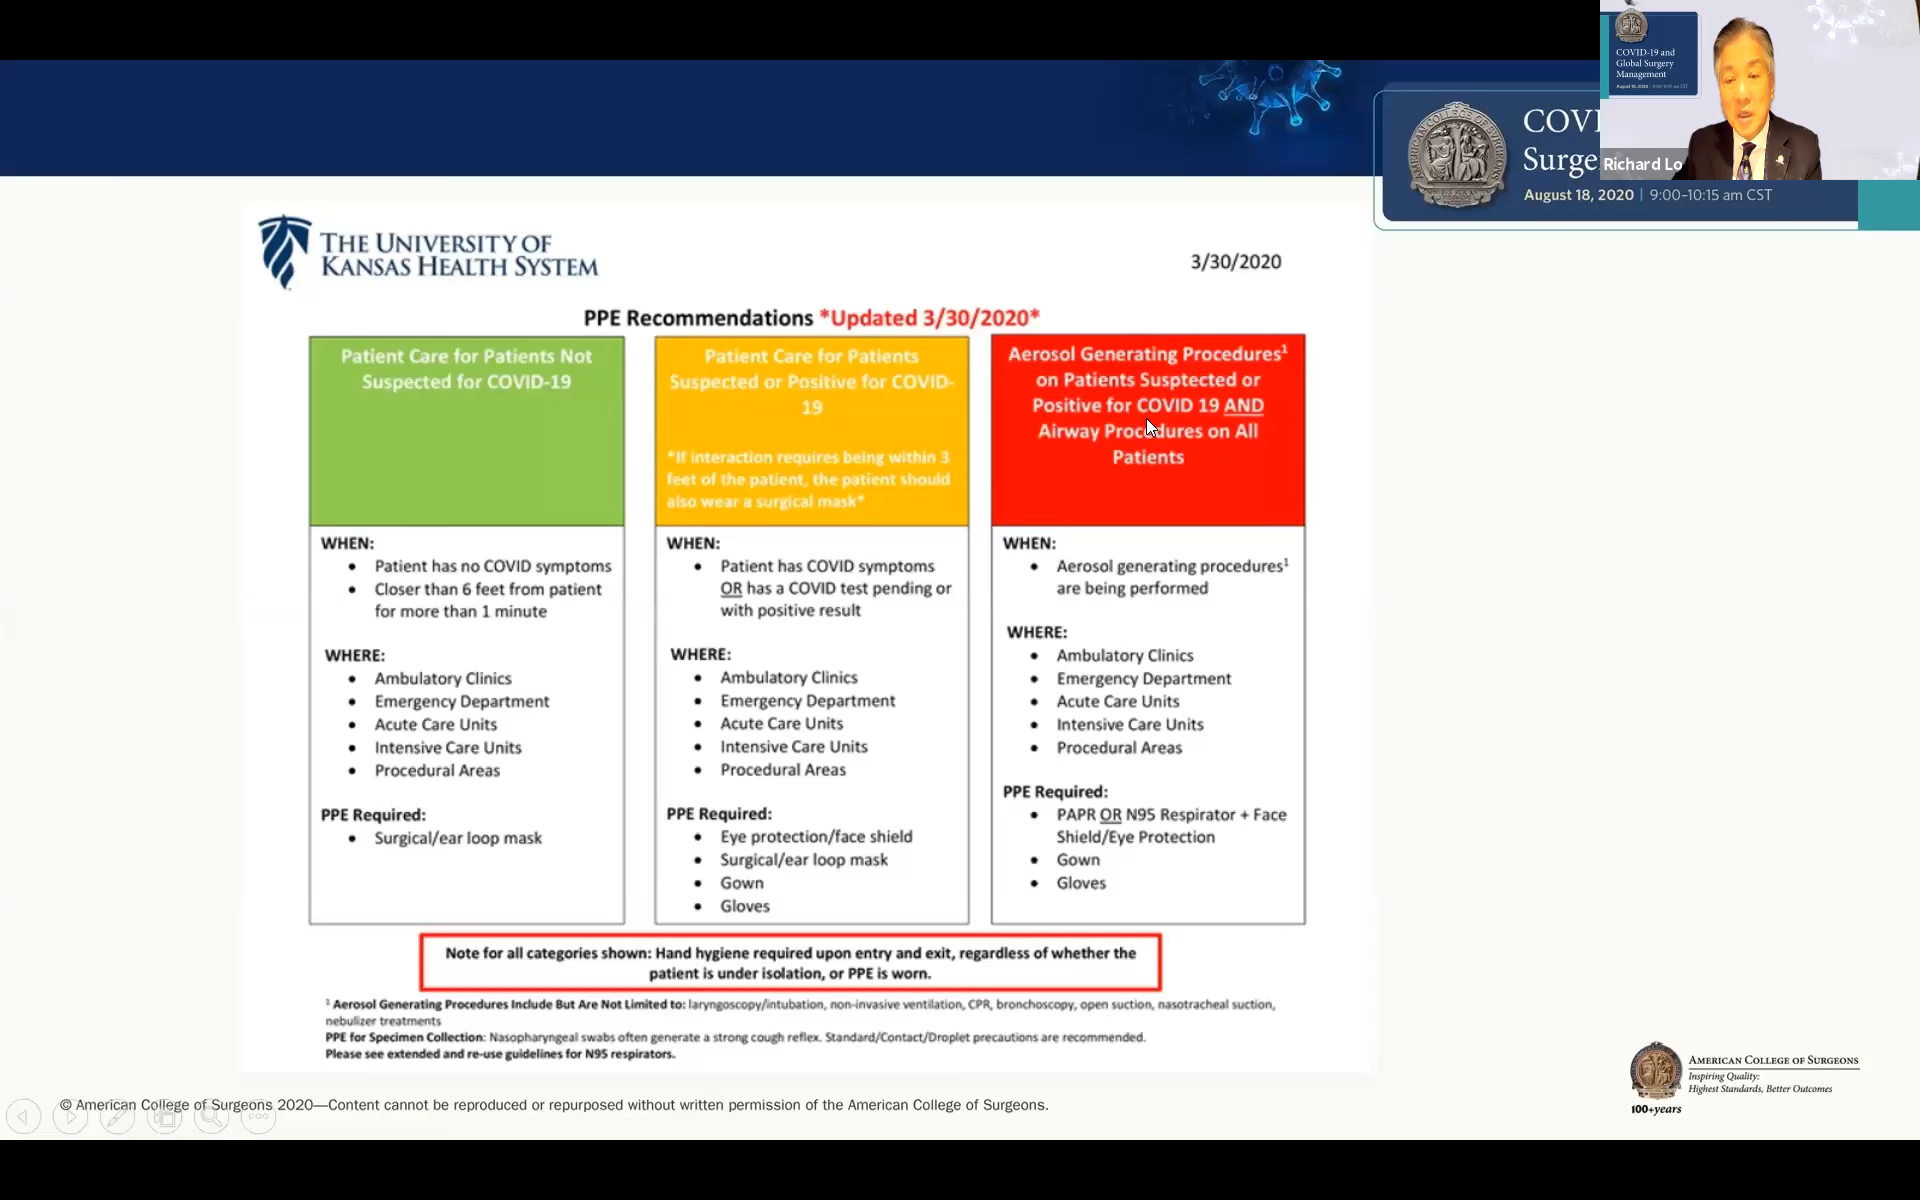 COVID-19 and
Global Surgery
Management
August 18, 2020 | 9:00-10:15 am CST
Richard Lo
AMERICAN COLLEGE OF SURGEONS
COVI
Surge
August 18, 2020 | 9:00–10:15 am CST
THE UNIVERSITY OF
KANSAS HEALTH SYSTEM
3/30/2020
PPE Recommendations *Updated 3/30/2020*
Patient Care for Patients Not
Suspected for COVID-19
WHEN:
• Patient has no COVID symptoms
• Closer than 6 feet from patient
for more than 1 minute
WHERE:
• Ambulatory Clinics
• Emergency Department
• Acute Care Units
• Intensive Care Units
• Procedural Areas
PPE Required:
• Surgical/ear loop mask
Patient Care for Patients
Suspected or Positive for COVID-
19
*If interaction requires being within 3
feet of the patient, the patient should
also wear a surgical mask*
WHEN:
• Patient has COVID symptoms
OR has a COVID test pending or
with positive result
WHERE:
• Ambulatory Clinics
• Emergency Department
• Acute Care Units
• Intensive Care Units
• Procedural Areas
PPE Required:
• Eye protection/face shield
• Surgical/ear loop mask
• Gown
• Gloves
Aerosol Generating Procedures¹
on Patients Susptected or
Positive for COVID 19 AND
Airway Procedures on All
Patients
WHEN:
• Aerosol generating procedures¹
are being performed
WHERE:
• Ambulatory Clinics
• Emergency Department
• Acute Care Units
• Intensive Care Units
• Procedural Areas
PPE Required:
• PAPR OR N95 Respirator + Face
Shield/Eye Protection
• Gown
• Gloves
Note for all categories shown: Hand hygiene required upon entry and exit, regardless of whether the
patient is under isolation, or PPE is worn.
¹ Aerosol Generating Procedures Include But Are Not Limited to: laryngoscopy/intubation, non-invasive ventilation, CPR, bronchoscopy, open suction, nasotracheal suction,
nebulizer treatments
PPE for Specimen Collection: Nasopharyngeal swabs often generate a strong cough reflex. Standard/Contact/Droplet precautions are recommended.
Please see extended and re-use guidelines for N95 respirators.
© American College of Surgeons 2020—Content cannot be reproduced or repurposed without written permission of the American College of Surgeons.
AMERICAN COLLEGE OF SURGEONS
Inspiring Quality:
Highest Standards, Better Outcomes
100+years